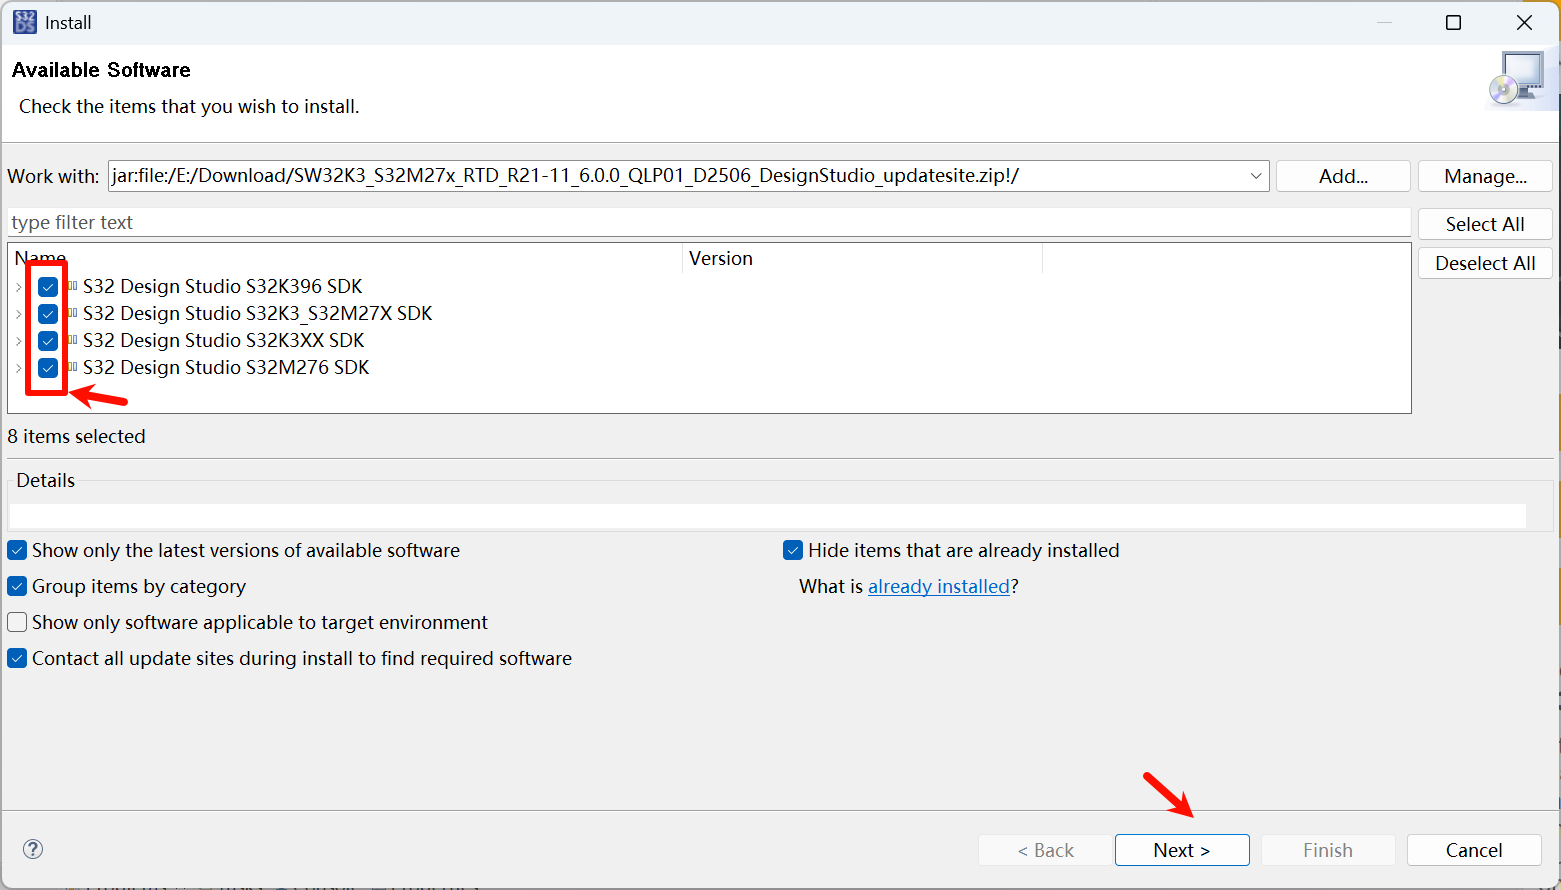 S32 DS Install
Available Software
Check the items that you wish to install.
Work with: jar:file:/E:/Download/SW32K3_S32M27x_RTD_R21-11_6.0.0_QLP01_D2506_DesignStudio_updatesite.zip!/ Add... Manage...
type filter text Select All
Name Version Deselect All
S32 Design Studio S32K396 SDK
S32 Design Studio S32K3_S32M27X SDK
S32 Design Studio S32K3XX SDK
S32 Design Studio S32M276 SDK
8 items selected
Details
Show only the latest versions of available software Hide items that are already installed
Group items by category What is already installed?
Show only software applicable to target environment
Contact all update sites during install to find required software
? < Back Next > Finish Cancel